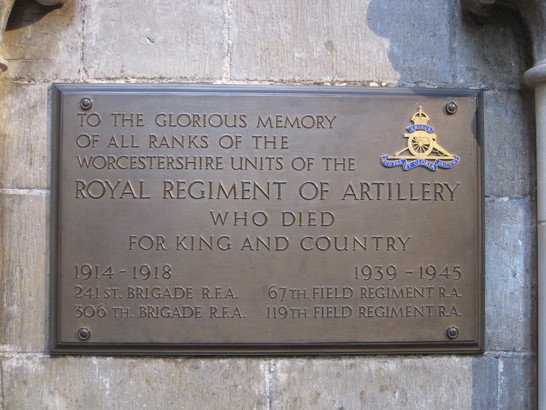 TO THE GLORIOUS MEMORY
OF ALL RANKS OF THE
WORCESTERSHIRE UNITS OF THE
ROYAL REGIMENT OF ARTILLERY
WHO DIED
FOR KING AND COUNTRY
1914 - 1918 1939 - 1945
241 ST. BRIGADE R.F.A. 67 TH. FIELD REGIMENT R.A.
306 TH. BRIGADE R.F.A. 119 TH. FIELD REGIMENT R.A.